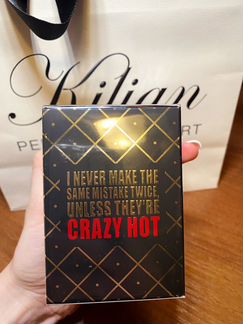 Kilian
PE
RT
I NEVER MAKE THE
SAME MISTAKE TWICE,
UNLESS THEY'RE
CRAZY HOT